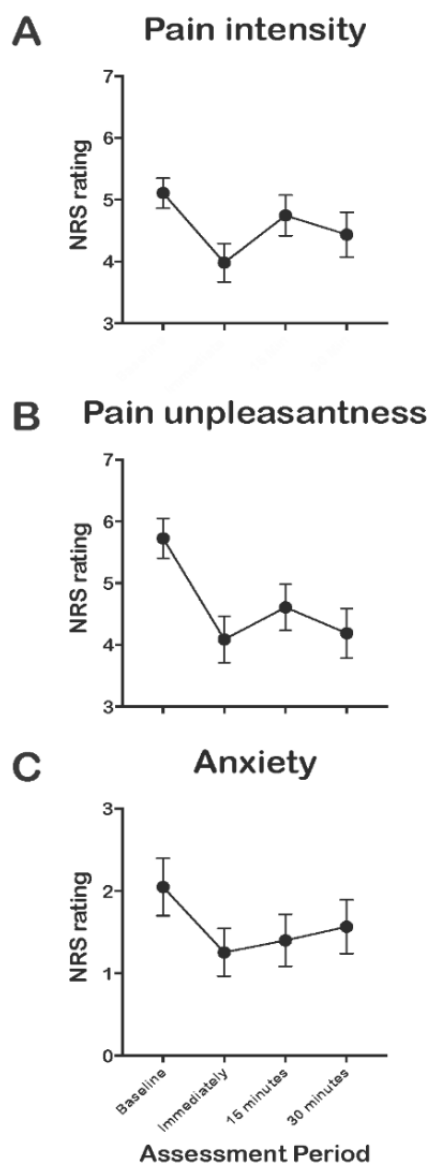 A Pain intensity
7
6
5
4
3
NRS rating
B Pain unpleasantness
7
6
5
4
3
NRS rating
C Anxiety
3
2
1
0
NRS rating
Baseline
Immediately
15 minutes
30 minutes
Assessment Period